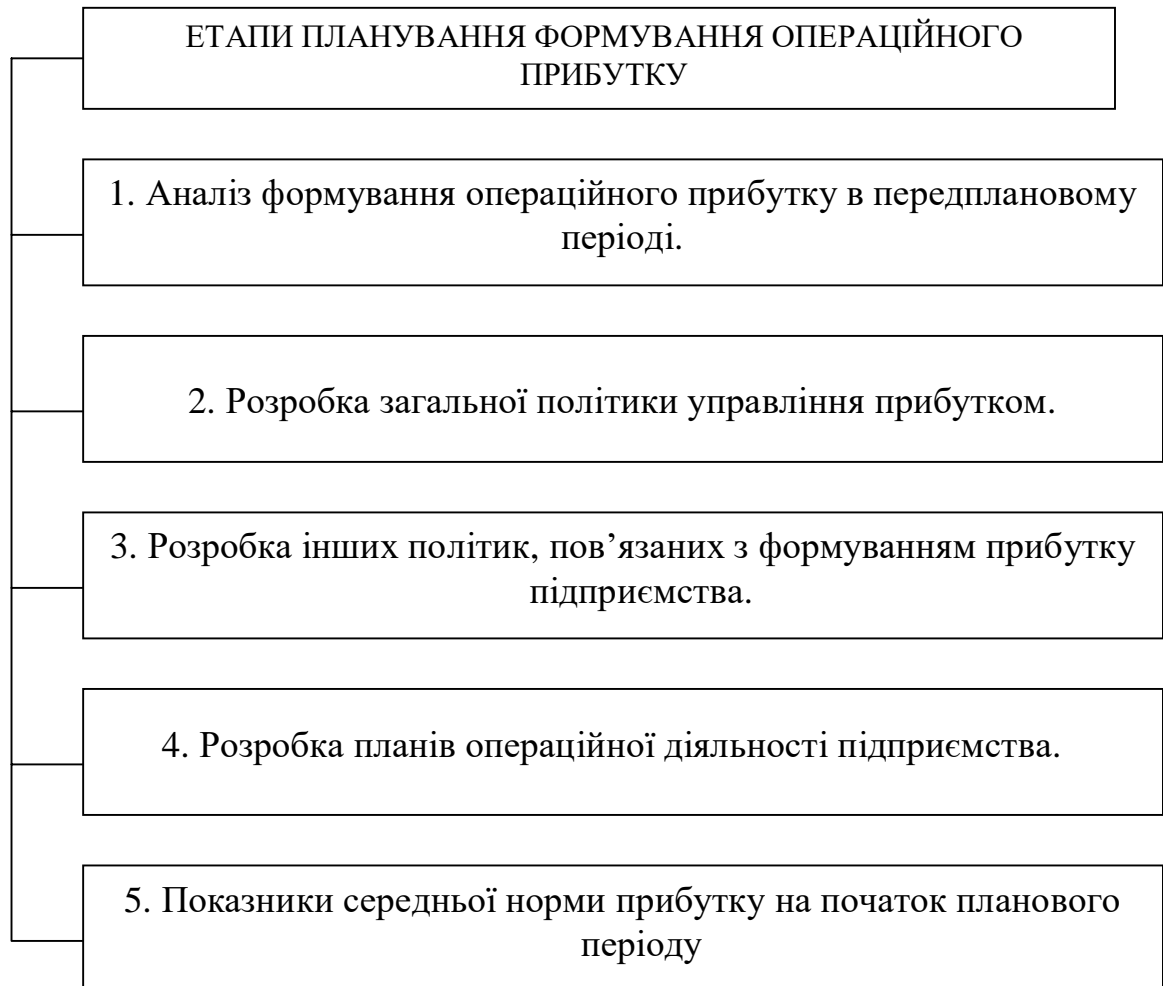 ЕТАПИ ПЛАНУВАННЯ ФОРМУВАННЯ ОПЕРАЦІЙНОГО
ПРИБУТКУ
1. Аналіз формування операційного прибутку в передплановому
періоді.
2. Розробка загальної політики управління прибутком.
3. Розробка інших політик, пов’язаних з формуванням прибутку
підприємства.
4. Розробка планів операційної діяльності підприємства.
5. Показники середньої норми прибутку на початок планового
періоду